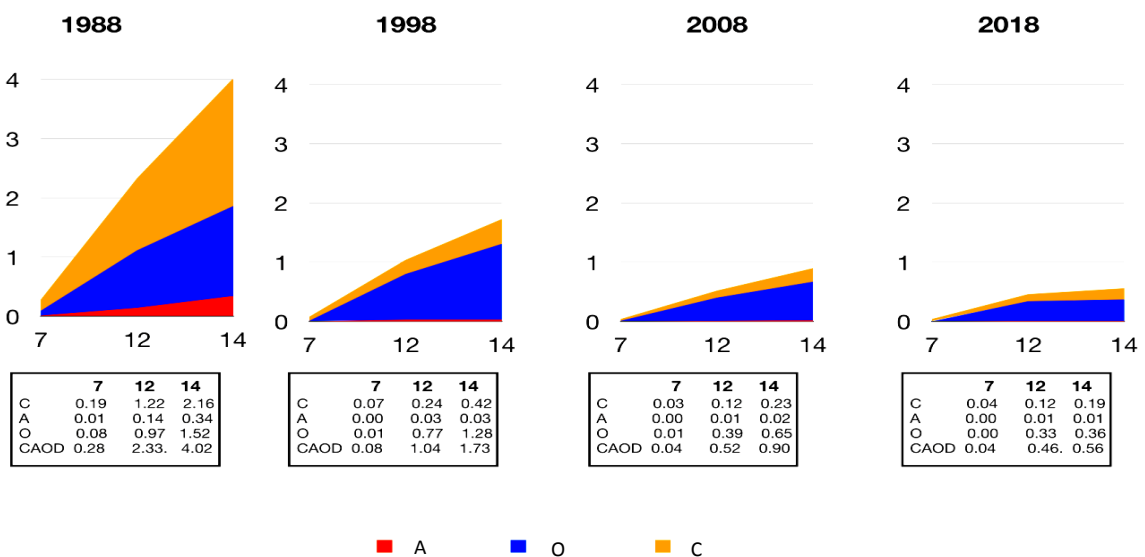 1988 1998 2008 2018
4 4 4 4
3 3 3 3
2 2 2 2
1 1 1 1
0 0 0 0
7 12 14 7 12 14 7 12 14 7 12 14
7 12 14
C 0.19 1.22 2.16
A 0.01 0.14 0.34
O 0.08 0.97 1.52
CAOD 0.28 2.33. 4.02
7 12 14
C 0.07 0.24 0.42
A 0.00 0.03 0.03
O 0.01 0.77 1.28
CAOD 0.08 1.04 1.73
7 12 14
C 0.03 0.12 0.23
A 0.00 0.01 0.02
O 0.01 0.39 0.65
CAOD 0.04 0.52 0.90
7 12 14
C 0.04 0.12 0.19
A 0.00 0.01 0.01
O 0.00 0.33 0.36
CAOD 0.04 0.46. 0.56
A O C